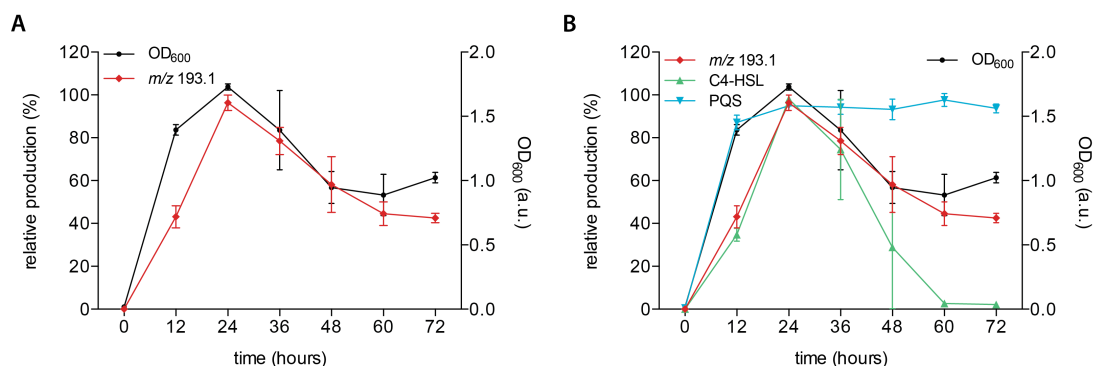 A
OD600
m/z 193.1
relative production (%)
120
100
80
60
40
20
0
2.0
1.5
1.0
0.5
0.0
OD600 (a.u.)
0 12 24 36 48 60 72
time (hours)
B
m/z 193.1
C4-HSL
PQS
OD600
relative production (%)
120
100
80
60
40
20
0
2.0
1.5
1.0
0.5
0.0
OD600 (a.u.)
0 12 24 36 48 60 72
time (hours)